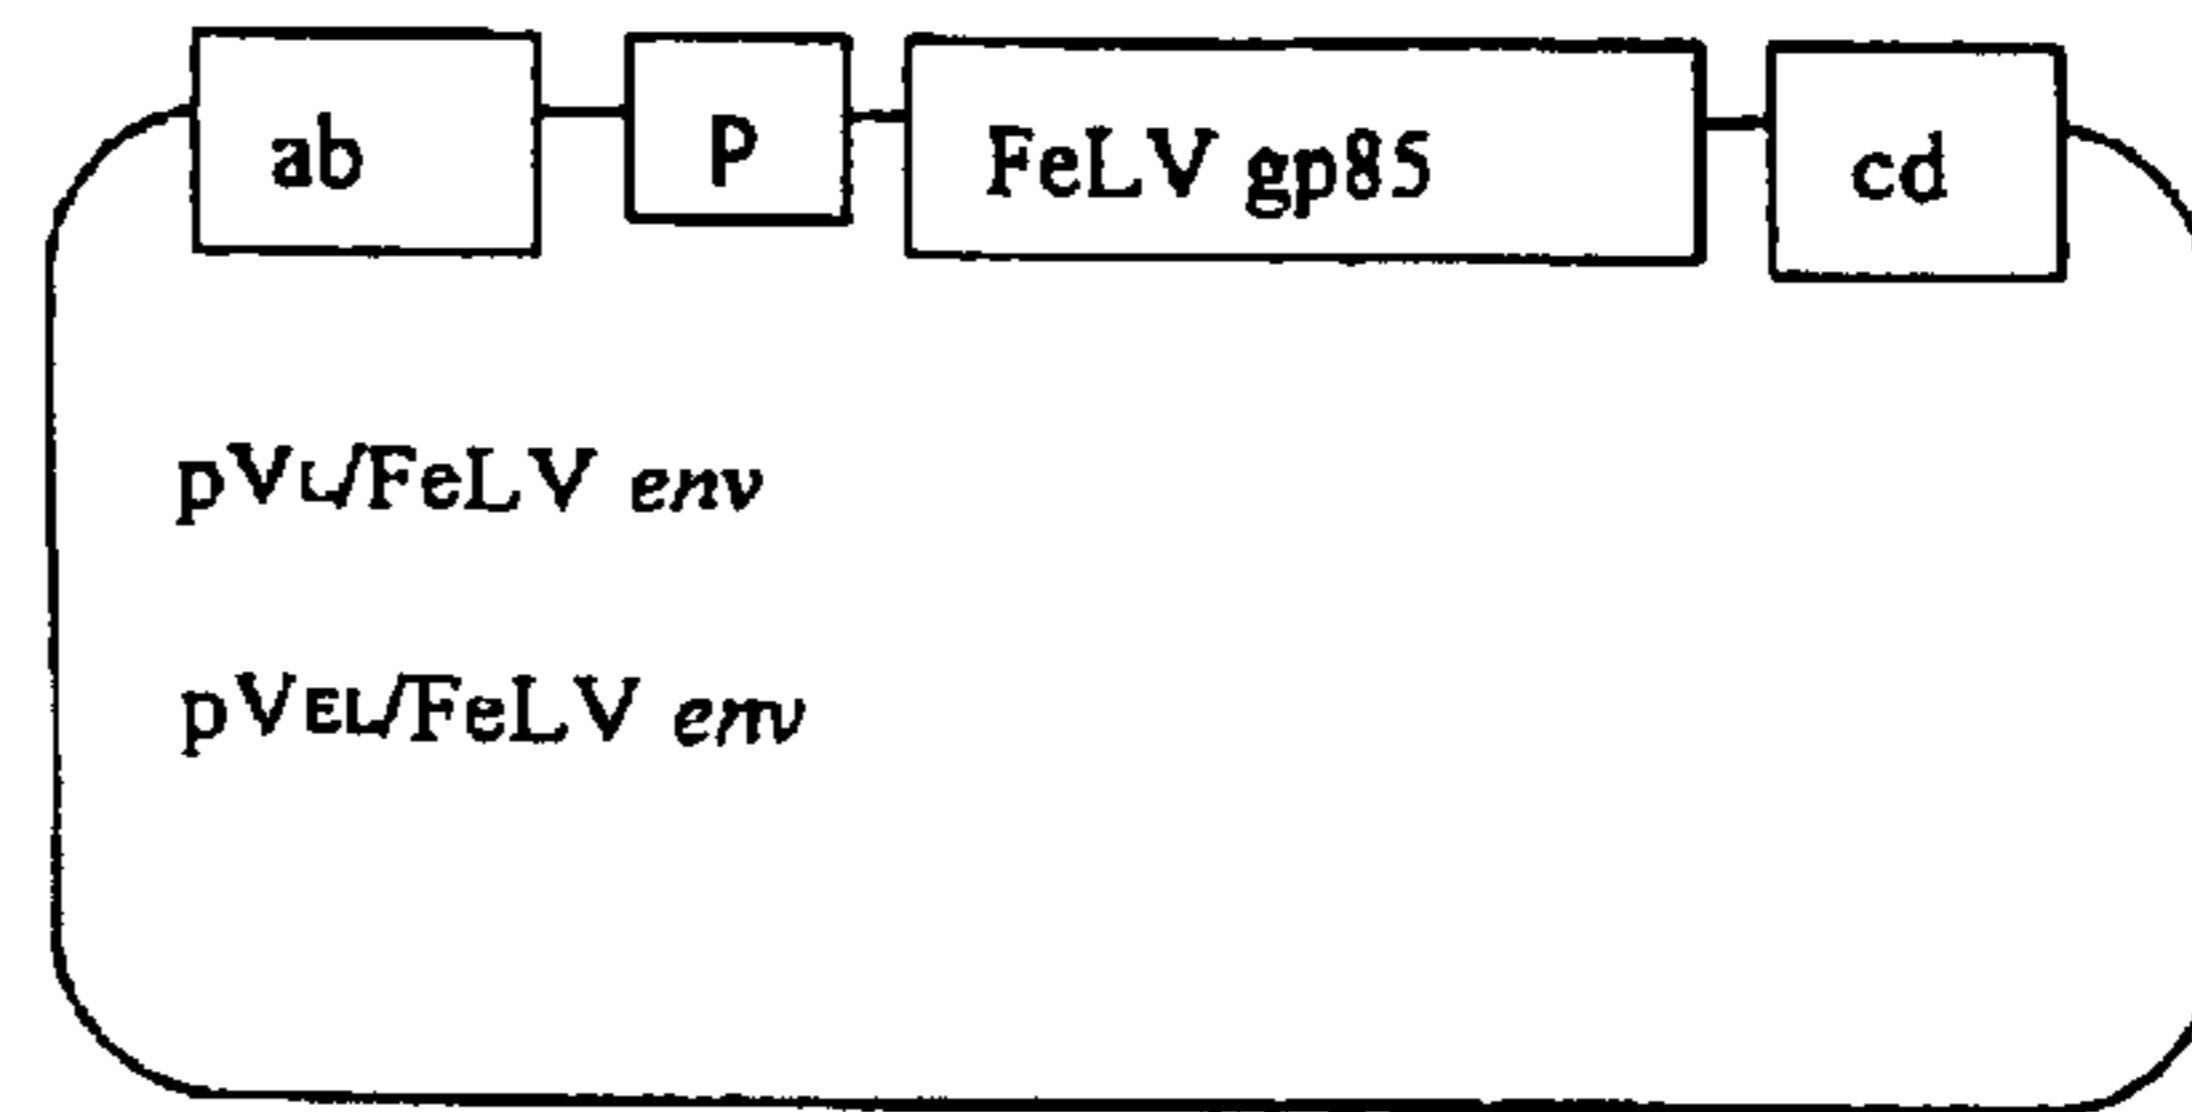 ab
P
FeLV gp85
cd
pVL/FeLV env
pVEL/FeLV env